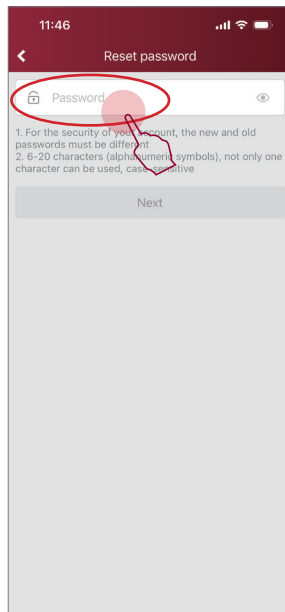 11:46
Reset password
Password
1. For the security of your account, the new and old
passwords must be different
2. 6-20 characters (alphanumeric symbols), not only one
character can be used, case-sensitive
Next